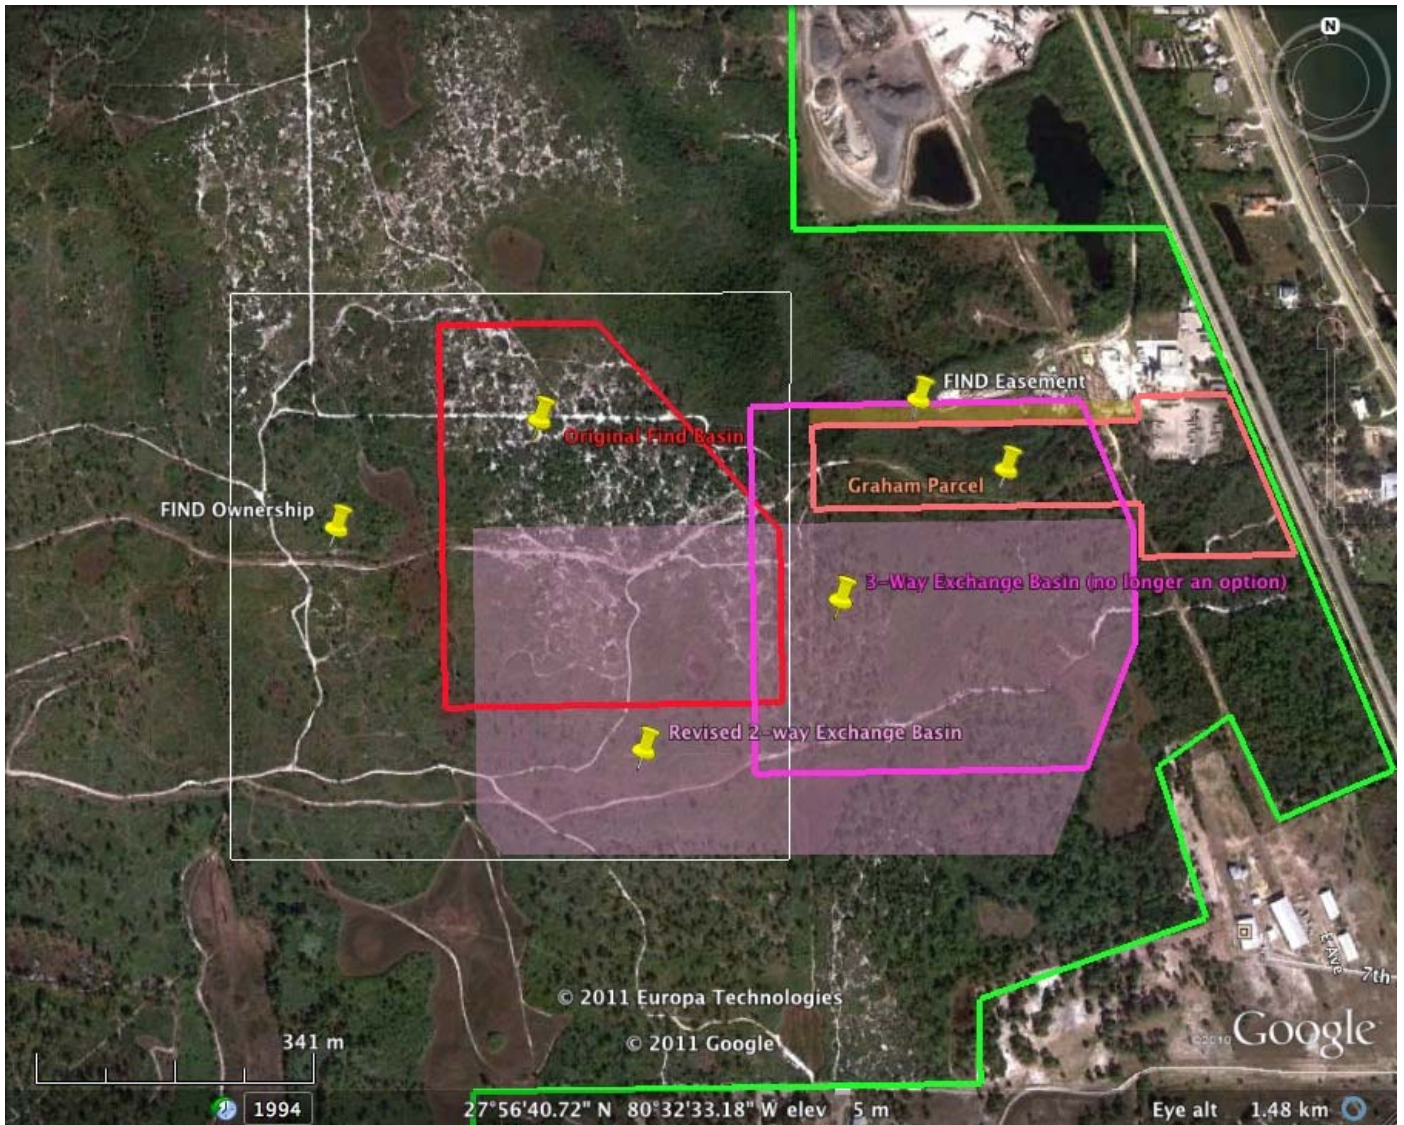 N
FIND Easement
Original Find Basin
Graham Parcel
FIND Ownership
3-Way Exchange Basin (no longer an option)
Revised 2-way Exchange Basin
E Ave
7th
© 2011 Europa Technologies
© 2011 Google
©2010 Google
341 m
1994
27°56'40.72" N 80°32'33.18" W elev 5 m
Eye alt 1.48 km